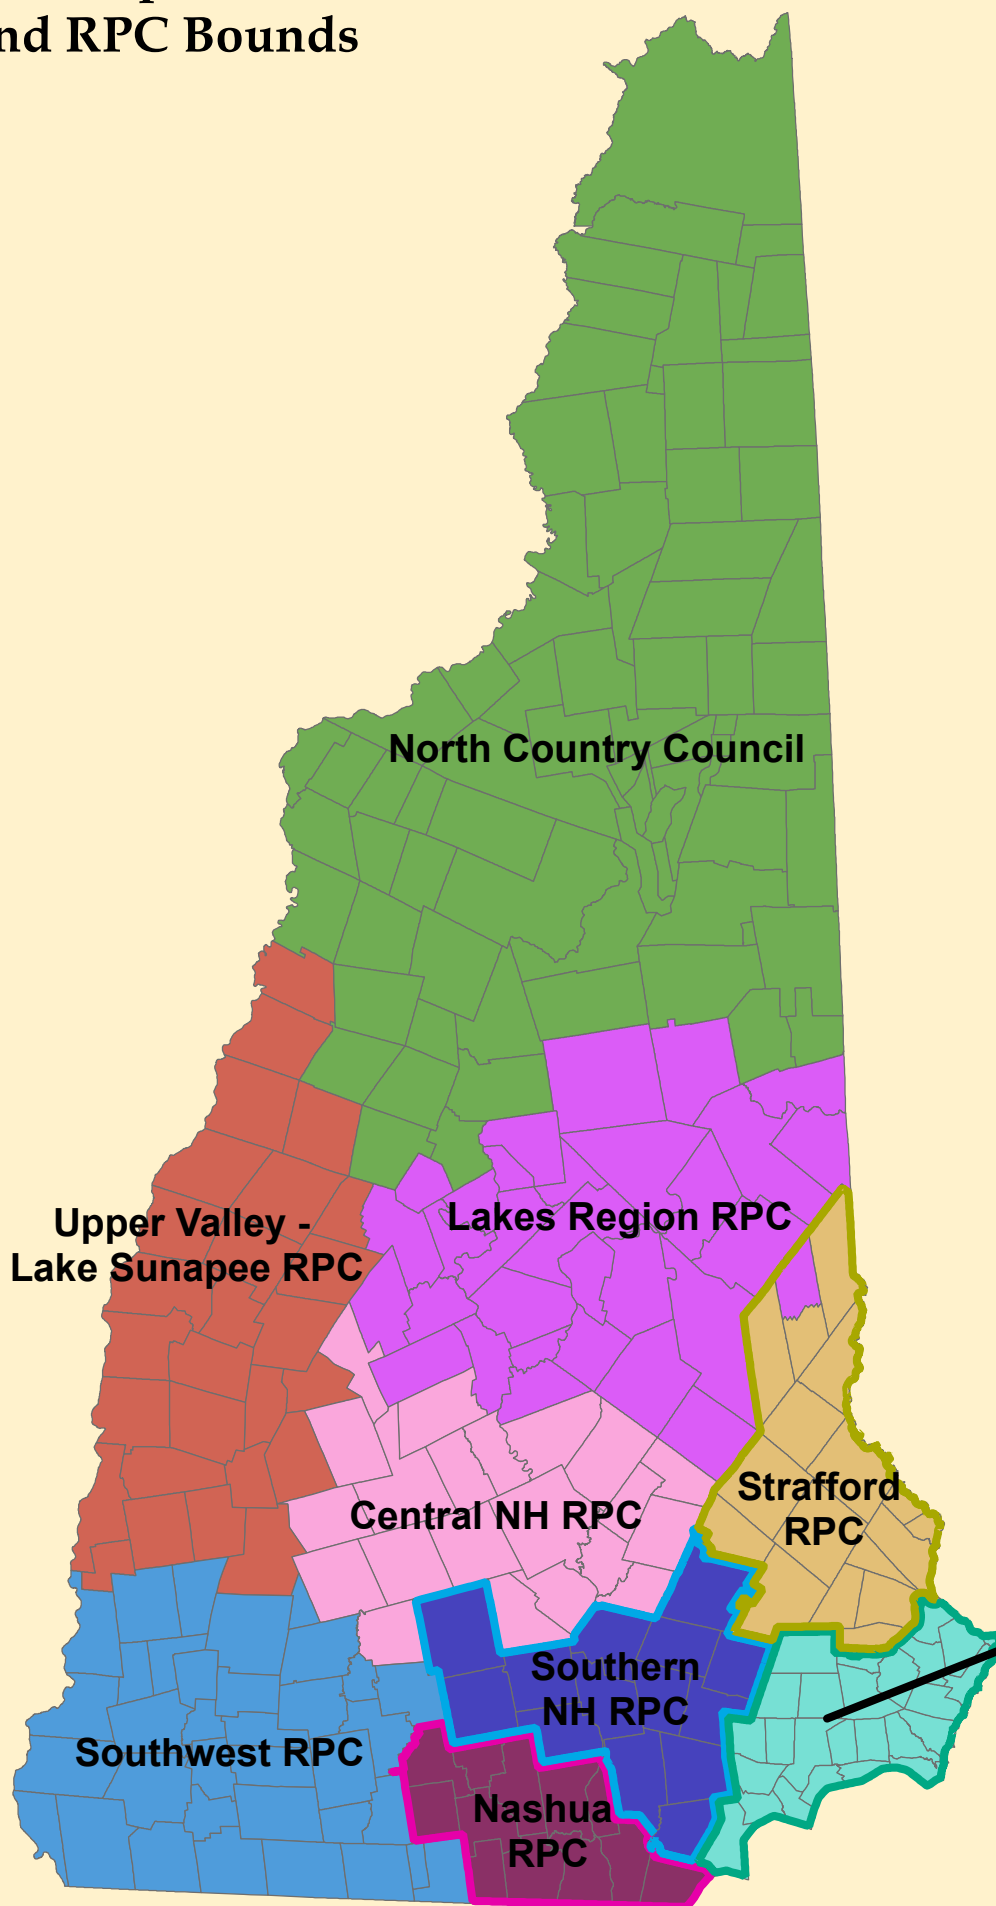 nd RPC Bounds
North Country Council
Upper Valley -
Lake Sunapee RPC
Lakes Region RPC
Central NH RPC
Strafford
RPC
Southern
NH RPC
Southwest RPC
Nashua
RPC